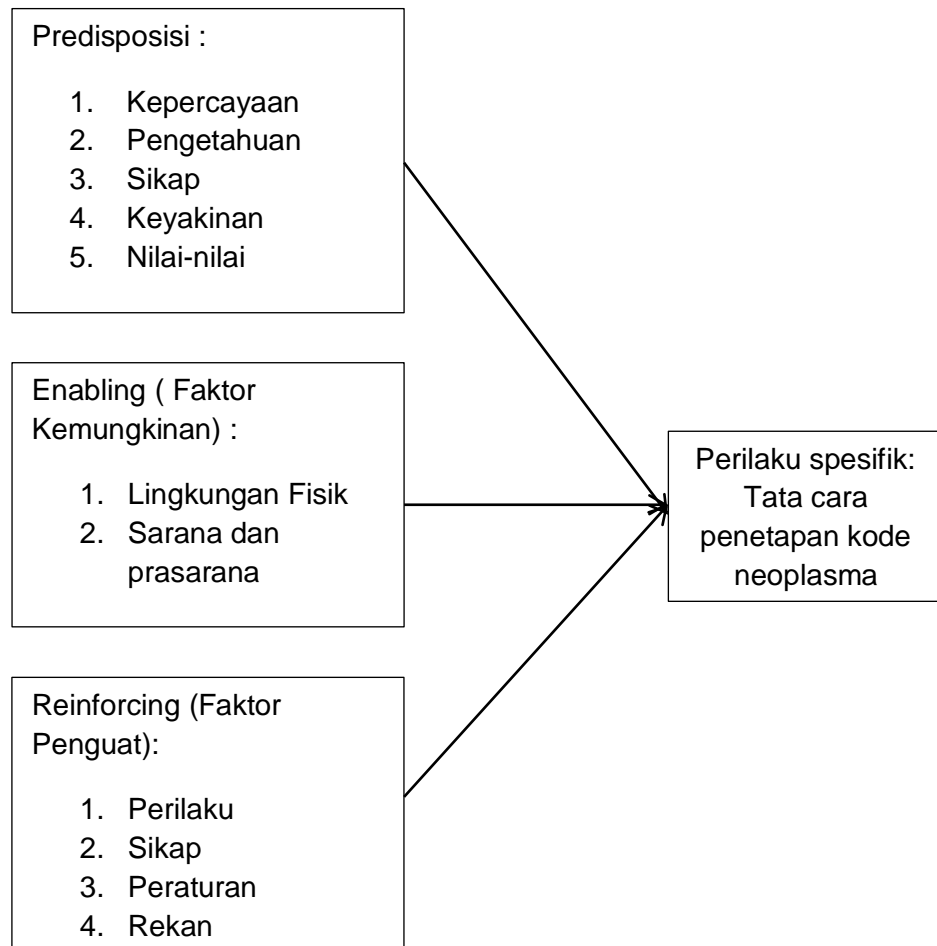 Predisposisi :
1. Kepercayaan
2. Pengetahuan
3. Sikap
4. Keyakinan
5. Nilai-nilai
Enabling ( Faktor
Kemungkinan) :
1. Lingkungan Fisik
2. Sarana dan
prasarana
Perilaku spesifik:
Tata cara
penetapan kode
neoplasma
Reinforcing (Faktor
Penguat):
1. Perilaku
2. Sikap
3. Peraturan
4. Rekan